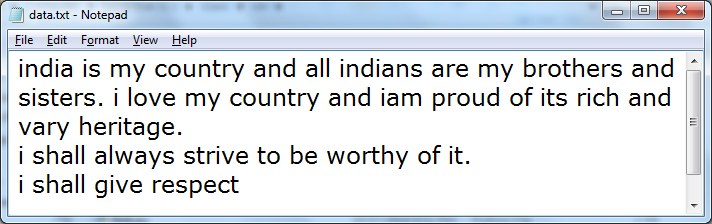 data.txt - Notepad
File Edit Format View Help
india is my country and all indians are my brothers and
sisters. i love my country and iam proud of its rich and
vary heritage.
i shall always strive to be worthy of it.
i shall give respect